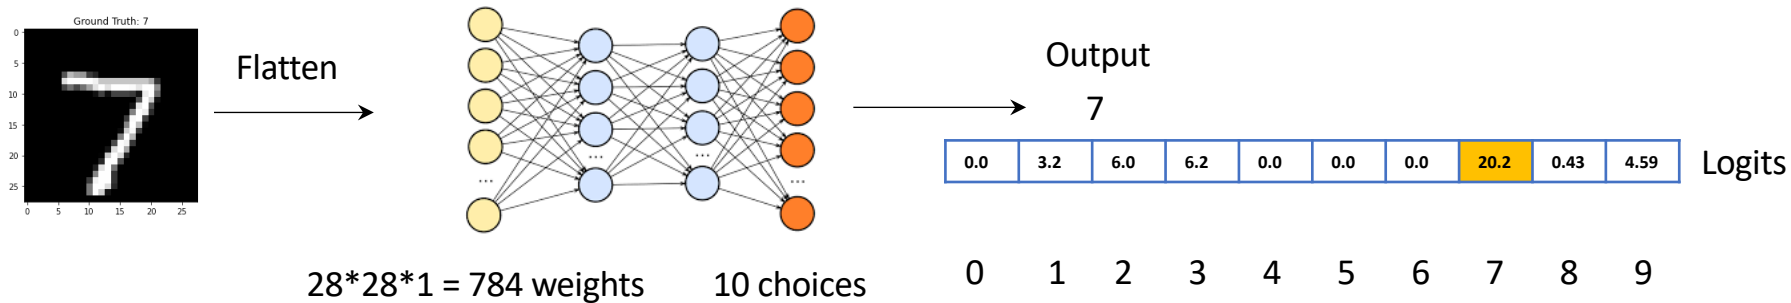 Ground Truth: 7
0
5
10
15
20
25
0 5 10 15 20 25
Flatten
...
...
...
...
28*28*1 = 784 weights
10 choices
Output
7
0.0 3.2 6.0 6.2 0.0 0.0 0.0 20.2 0.43 4.59 Logits
0 1 2 3 4 5 6 7 8 9